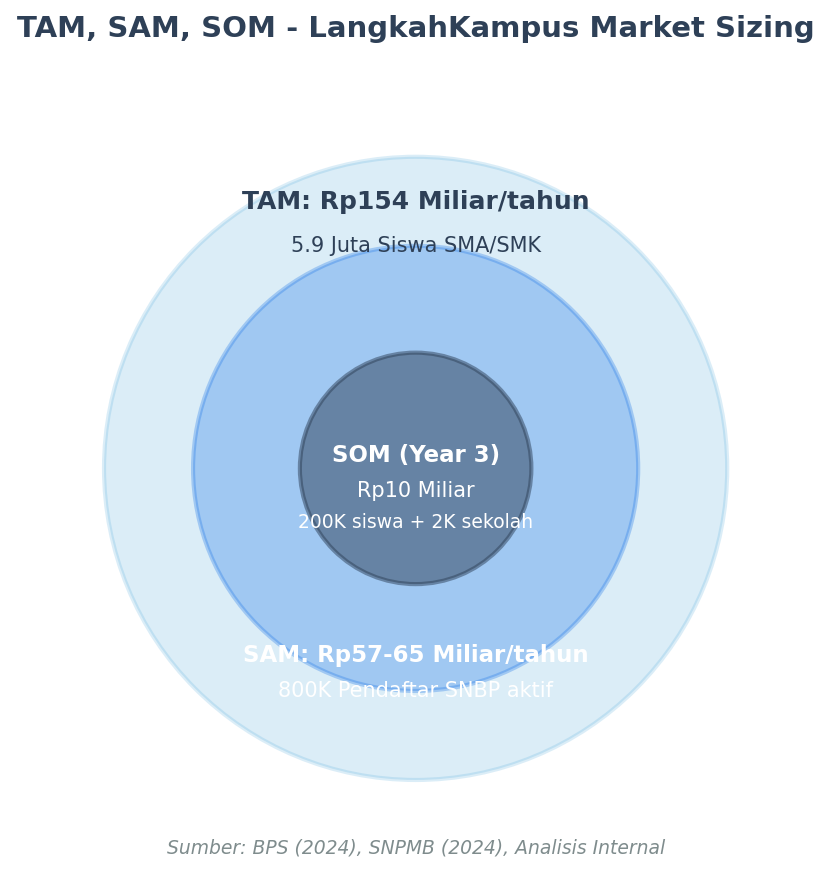 TAM, SAM, SOM - LangkahKampus Market Sizing
TAM: Rp154 Miliar/tahun
5.9 Juta Siswa SMA/SMK
SOM (Year 3)
Rp10 Miliar
200K siswa + 2K sekolah
SAM: Rp57-65 Miliar/tahun
800K Pendaftar SNBP aktif
Sumber: BPS (2024), SNPMB (2024), Analisis Internal